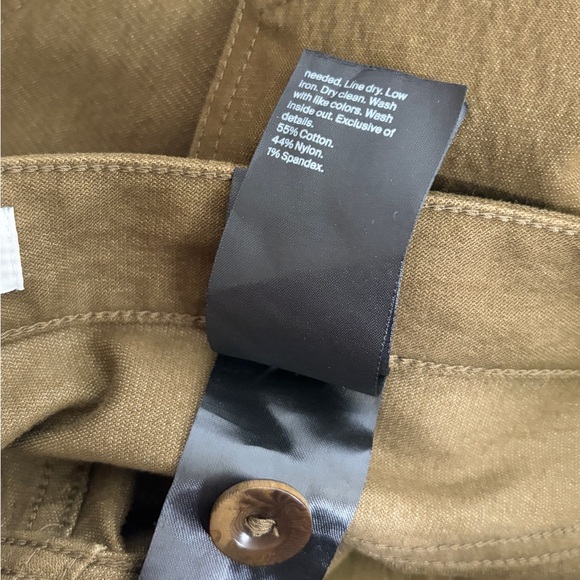 needed. Line dry. Low
iron. Dry clean. Wash
with like colors. Wash
inside out. Exclusive of
details.
55% Cotton.
44% Nylon.
1% Spandex.